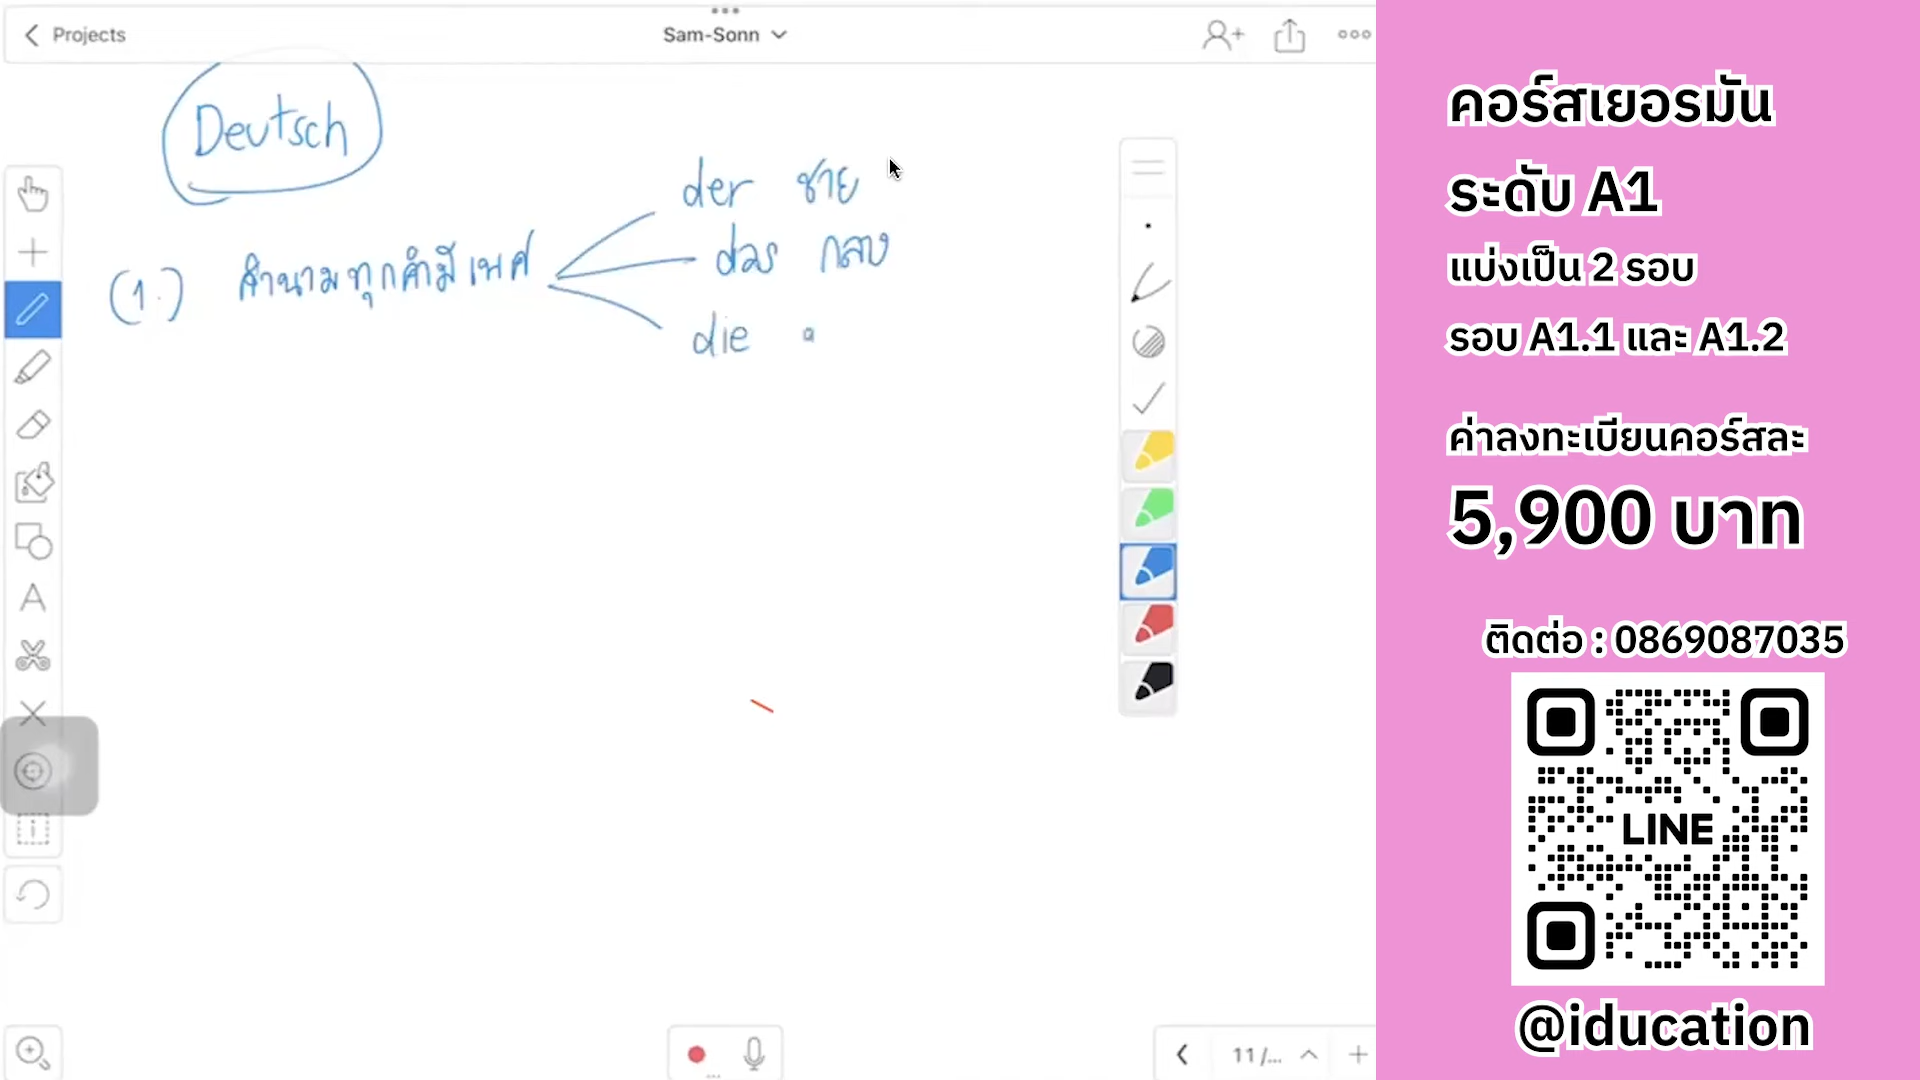 Projects
Sam-Sonn
Deutsch
(1.) คำนามทุกคำมีเพศ
der ชาย
das กลาง
die
11/...
คอร์สเยอรมัน
ระดับ A1
แบ่งเป็น 2 รอบ
รอบ A1.1 และ A1.2
ค่าลงทะเบียนคอร์สละ
5,900 บาท
ติดต่อ : 0869087035
LINE
@iducation